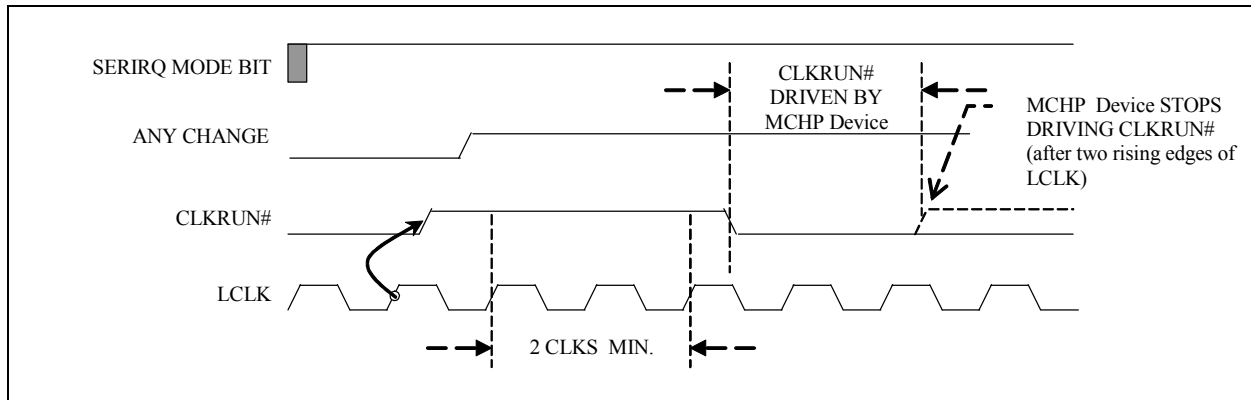 SERIRQ MODE BIT
CLKRUN#
DRIVEN BY
MCHP Device
MCHP Device STOPS
DRIVING CLKRUN#
(after two rising edges of
LCLK)
ANY CHANGE
CLKRUN#
LCLK
2 CLKS MIN.